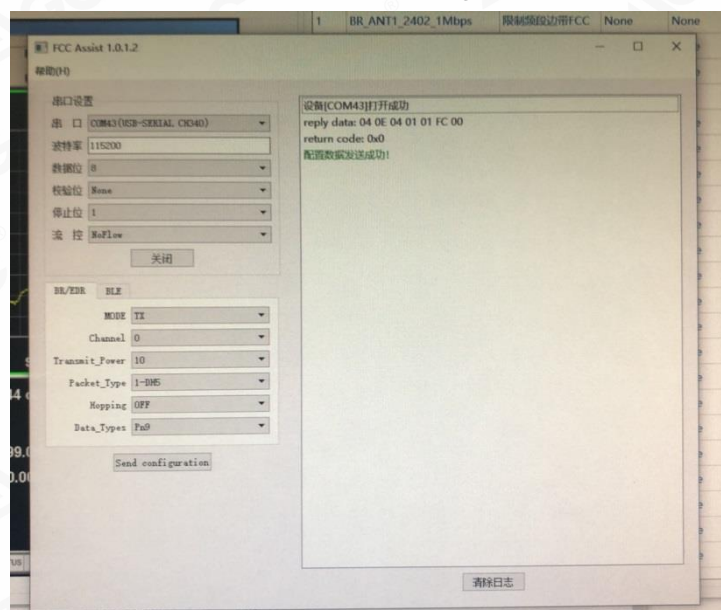 1 BR_ANT1_2402_1Mbps 限制频段边带FCC None None
FCC Assist 1.0.1.2
帮助(H)
串口设置
串 口 COM43(USB-SERIAL CH340)
波特率 115200
数据位 8
校验位 None
停止位 1
流 控 NoFlow
关闭
BR/EDR BLE
MODE TX
Channel 0
Transmit_Power 10
Packet_Type 1-DM5
Hopping OFF
Data_Types Pn9
Send configuration
设备[COM43]打开成功
reply data: 04 0E 04 01 01 FC 00
return code: 0x0
配置数据发送成功!
清除日志